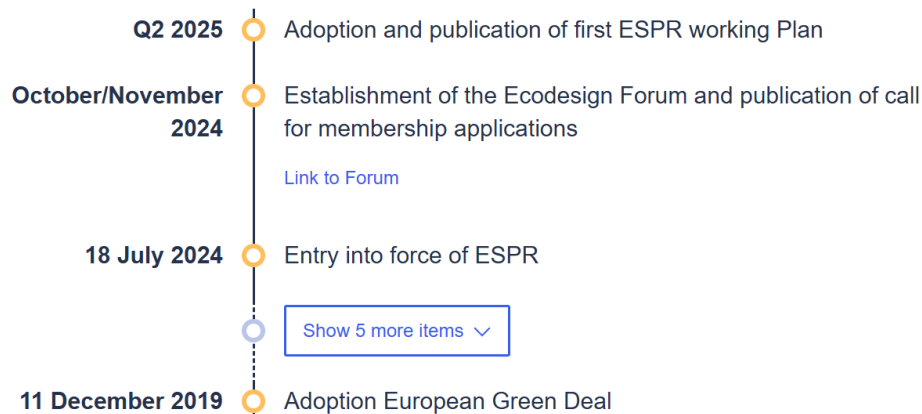 Q2 2025
Adoption and publication of first ESPR working Plan
October/November
2024
Establishment of the Ecodesign Forum and publication of call
for membership applications
Link to Forum
18 July 2024
Entry into force of ESPR
Show 5 more items
11 December 2019
Adoption European Green Deal